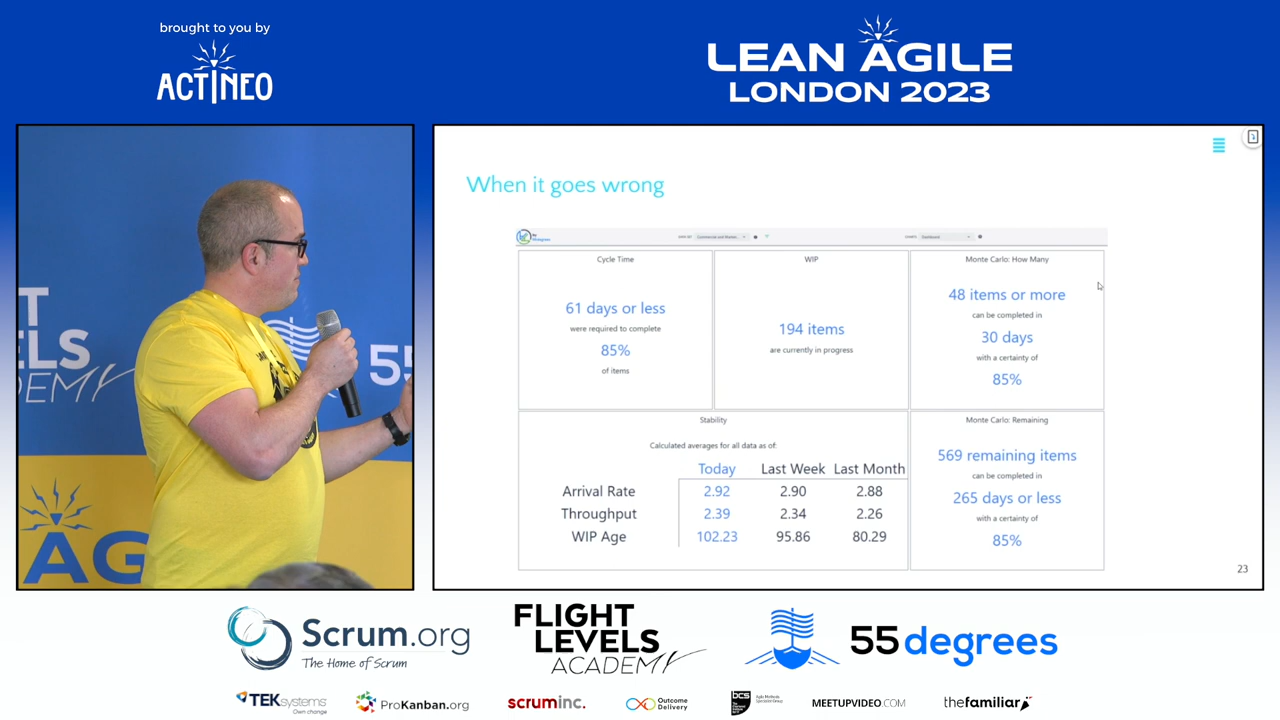 brought to you by
ACTINEO
LEAN AGILE
LONDON 2023
When it goes wrong
Cycle Time
61 days or less
were required to complete
85%
of items
WIP
194 items
are currently in progress
Monte Carlo: How Many
48 items or more
can be completed in
30 days
with a certainty of
85%
Stability
Calculated averages for all data as of:
Today Last Week Last Month
Arrival Rate 2.92 2.90 2.88
Throughput 2.39 2.34 2.26
WIP Age 102.23 95.86 80.29
Monte Carlo: Remaining
569 remaining items
can be completed in
265 days or less
with a certainty of
85%
23
55
AG
Scrum.org
The Home of Scrum
FLIGHT
LEVELS
ACADEMY
55 degrees
TEKsystems
Own change
ProKanban.org
scruminc.
Outcome
Delivery
bcs
MEETUPVIDEO.COM
thefamiliar